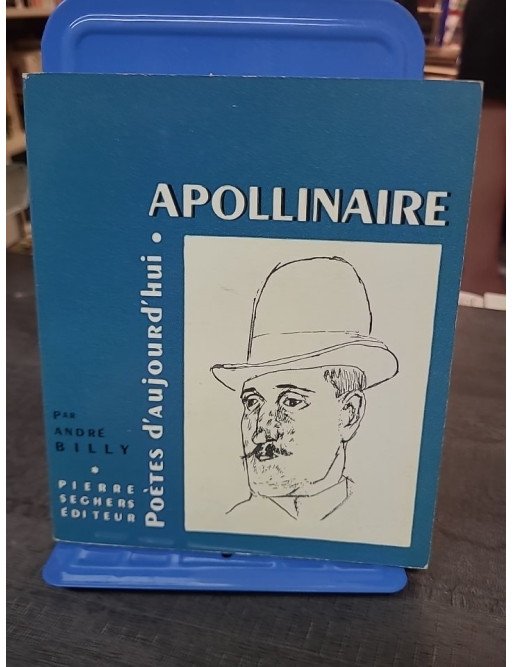 APOLLINAIRE
POÈTES d'AUJOURD'HUI •
PAR
ANDRÉ
BILLY
*
PIERRE
SEGHERS
ÉDITEUR